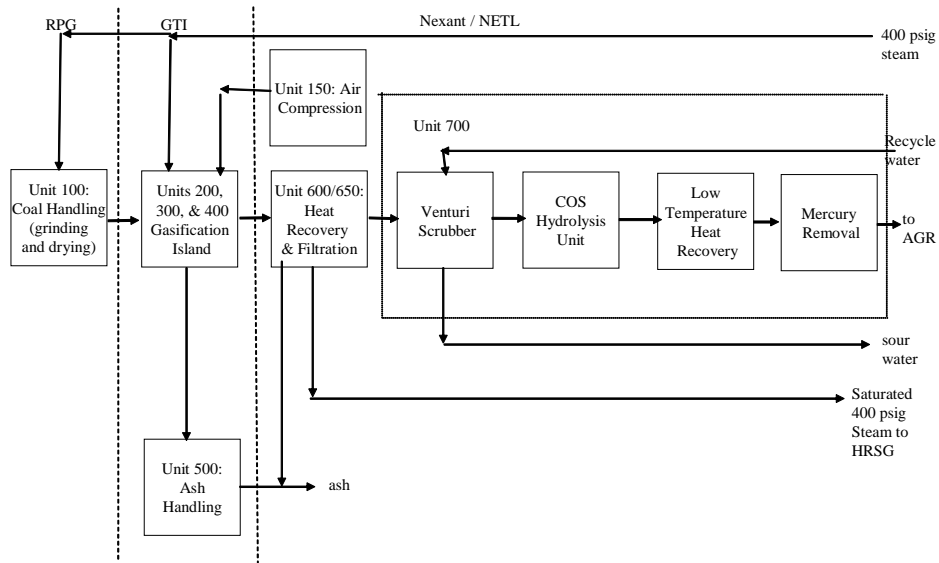 RPG
GTI
Nexant / NETL
400 psig
steam
Unit 150: Air
Compression
Unit 700
Recycle
water
Unit 100:
Coal Handling
(grinding
and drying)
Units 200,
300, & 400
Gasification
Island
Unit 600/650:
Heat
Recovery
& Filtration
Venturi
Scrubber
COS
Hydrolysis
Unit
Low
Temperature
Heat
Recovery
Mercury
Removal
to
AGR
sour
water
Saturated
400 psig
Steam to
HRSG
Unit 500:
Ash
Handling
ash